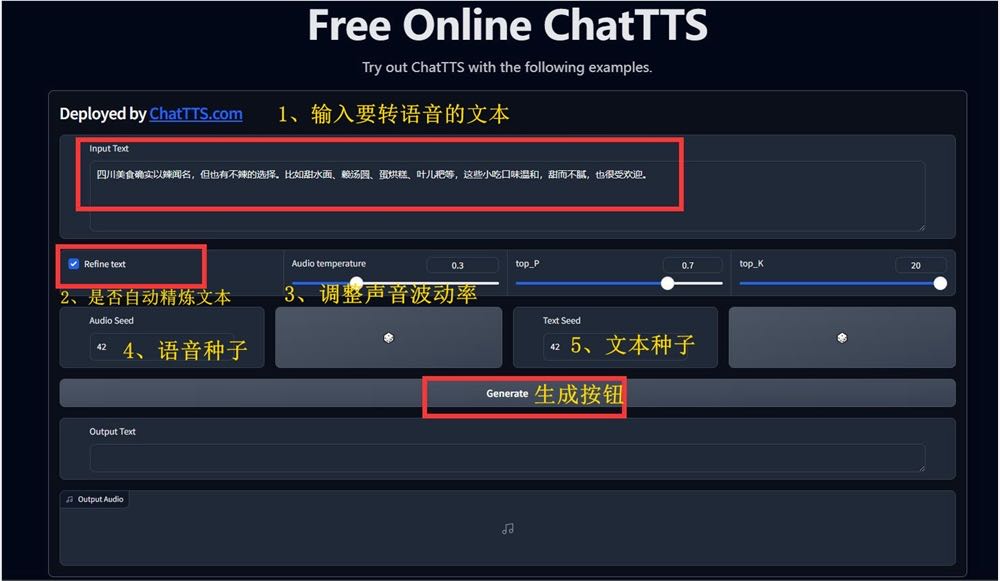 Free Online ChatTTS
Try out ChatTTS with the following examples.
Deployed by ChatTTS.com
1、输入要转语音的文本
Input Text
四川美食确实以辣闻名，但也有不辣的选择。比如甜水面、赖汤圆、蛋烘糕、叶儿粑等，这些小吃口味温和，甜而不腻，也很受欢迎。
Refine text
Audio temperature
0.3
top_P
0.7
top_K
20
2、是否自动精炼文本
3、调整声音波动率
Audio Seed
42
4、语音种子
Text Seed
42
5、文本种子
Generate
生成按钮
Output Text
Output Audio